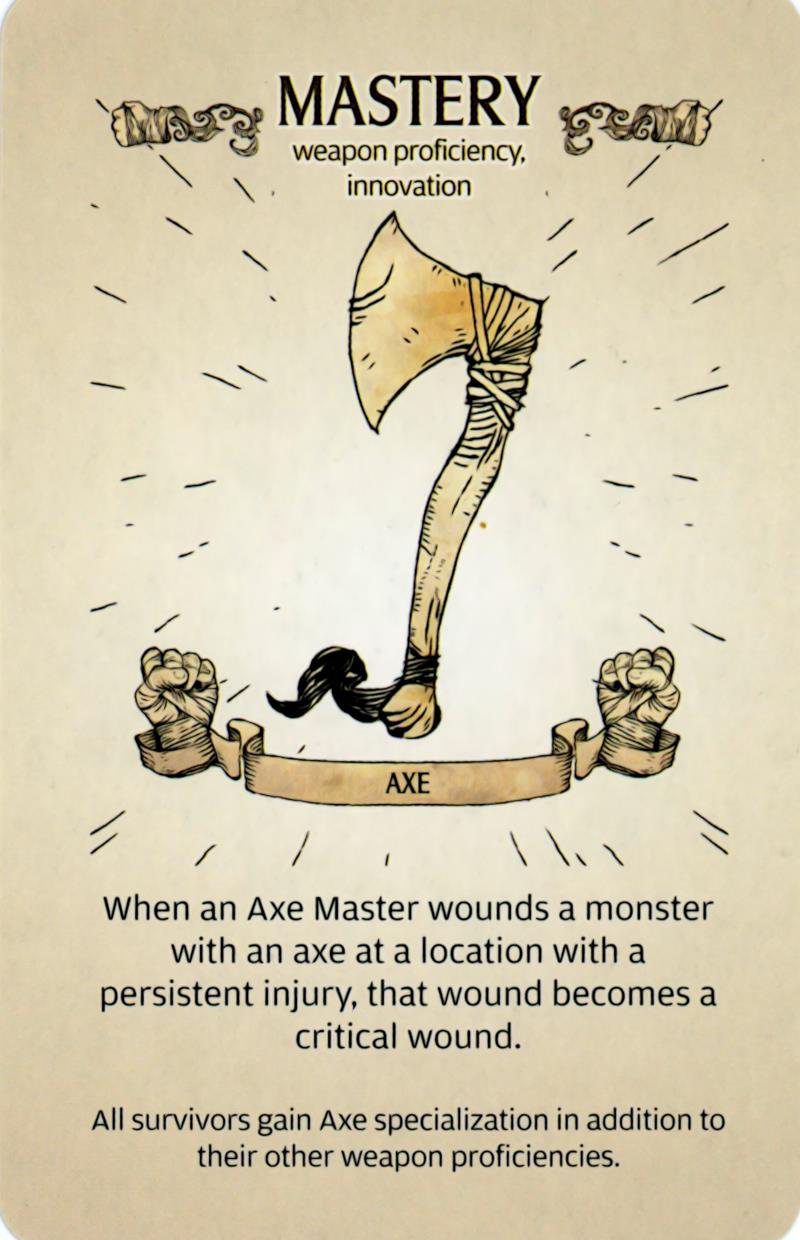 MASTERY
weapon proficiency,
innovation
AXE
When an Axe Master wounds a monster
with an axe at a location with a
persistent injury, that wound becomes a
critical wound.
All survivors gain Axe specialization in addition to
their other weapon proficiencies.